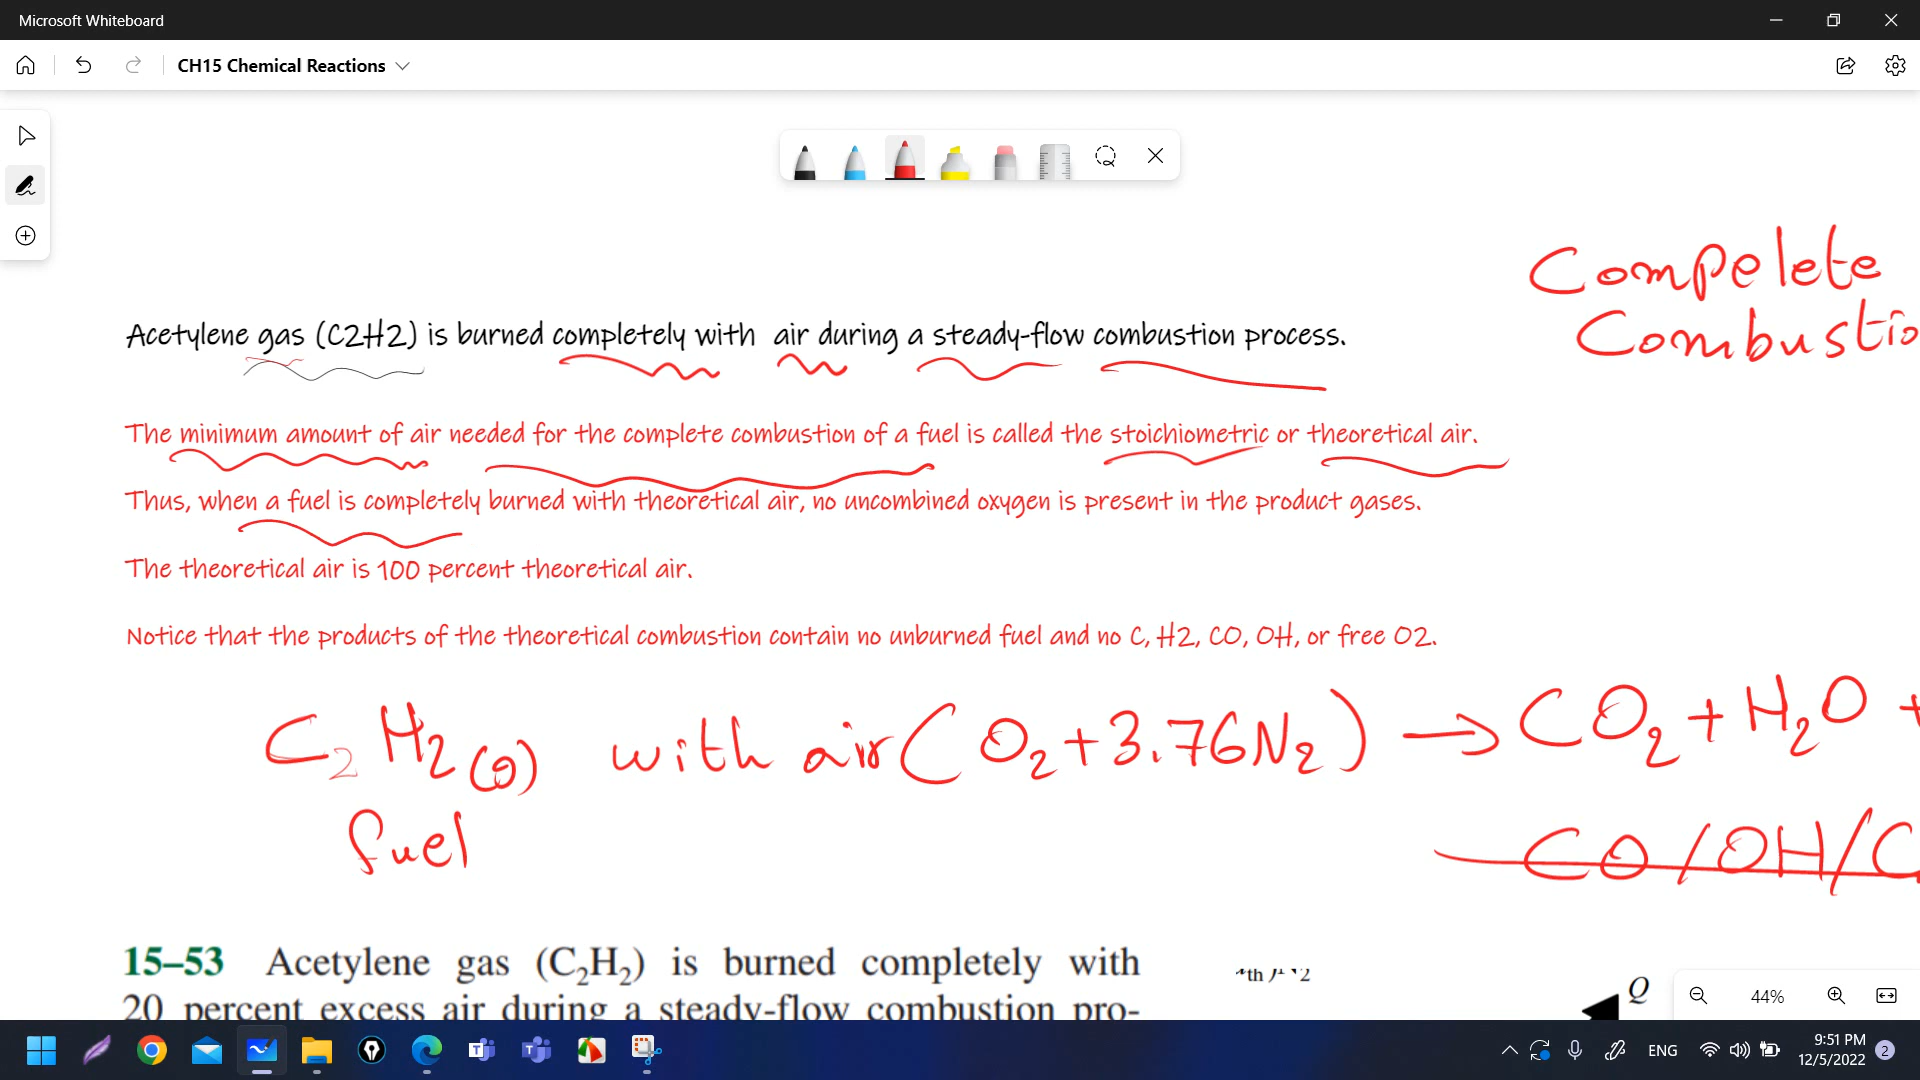 Microsoft Whiteboard
CH15 Chemical Reactions
Compelete
Combustio
Acetylene gas (C2H2) is burned completely with air during a steady-flow combustion process.
The minimum amount of air needed for the complete combustion of a fuel is called the stoichiometric or theoretical air.
Thus, when a fuel is completely burned with theoretical air, no uncombined oxygen is present in the product gases.
The theoretical air is 100 percent theoretical air.
Notice that the products of the theoretical combustion contain no unburned fuel and no C, H2, CO, OH, or free O2.
C₂H₂(g) with air (O₂+3.76N₂) → CO₂+H₂O +
fuel
CO/OH/C
15–53 Acetylene gas (C₂H₂) is burned completely with
20 percent excess air during a steady-flow combustion pro-
Q
44%
ENG
9:51 PM
12/5/2022
2